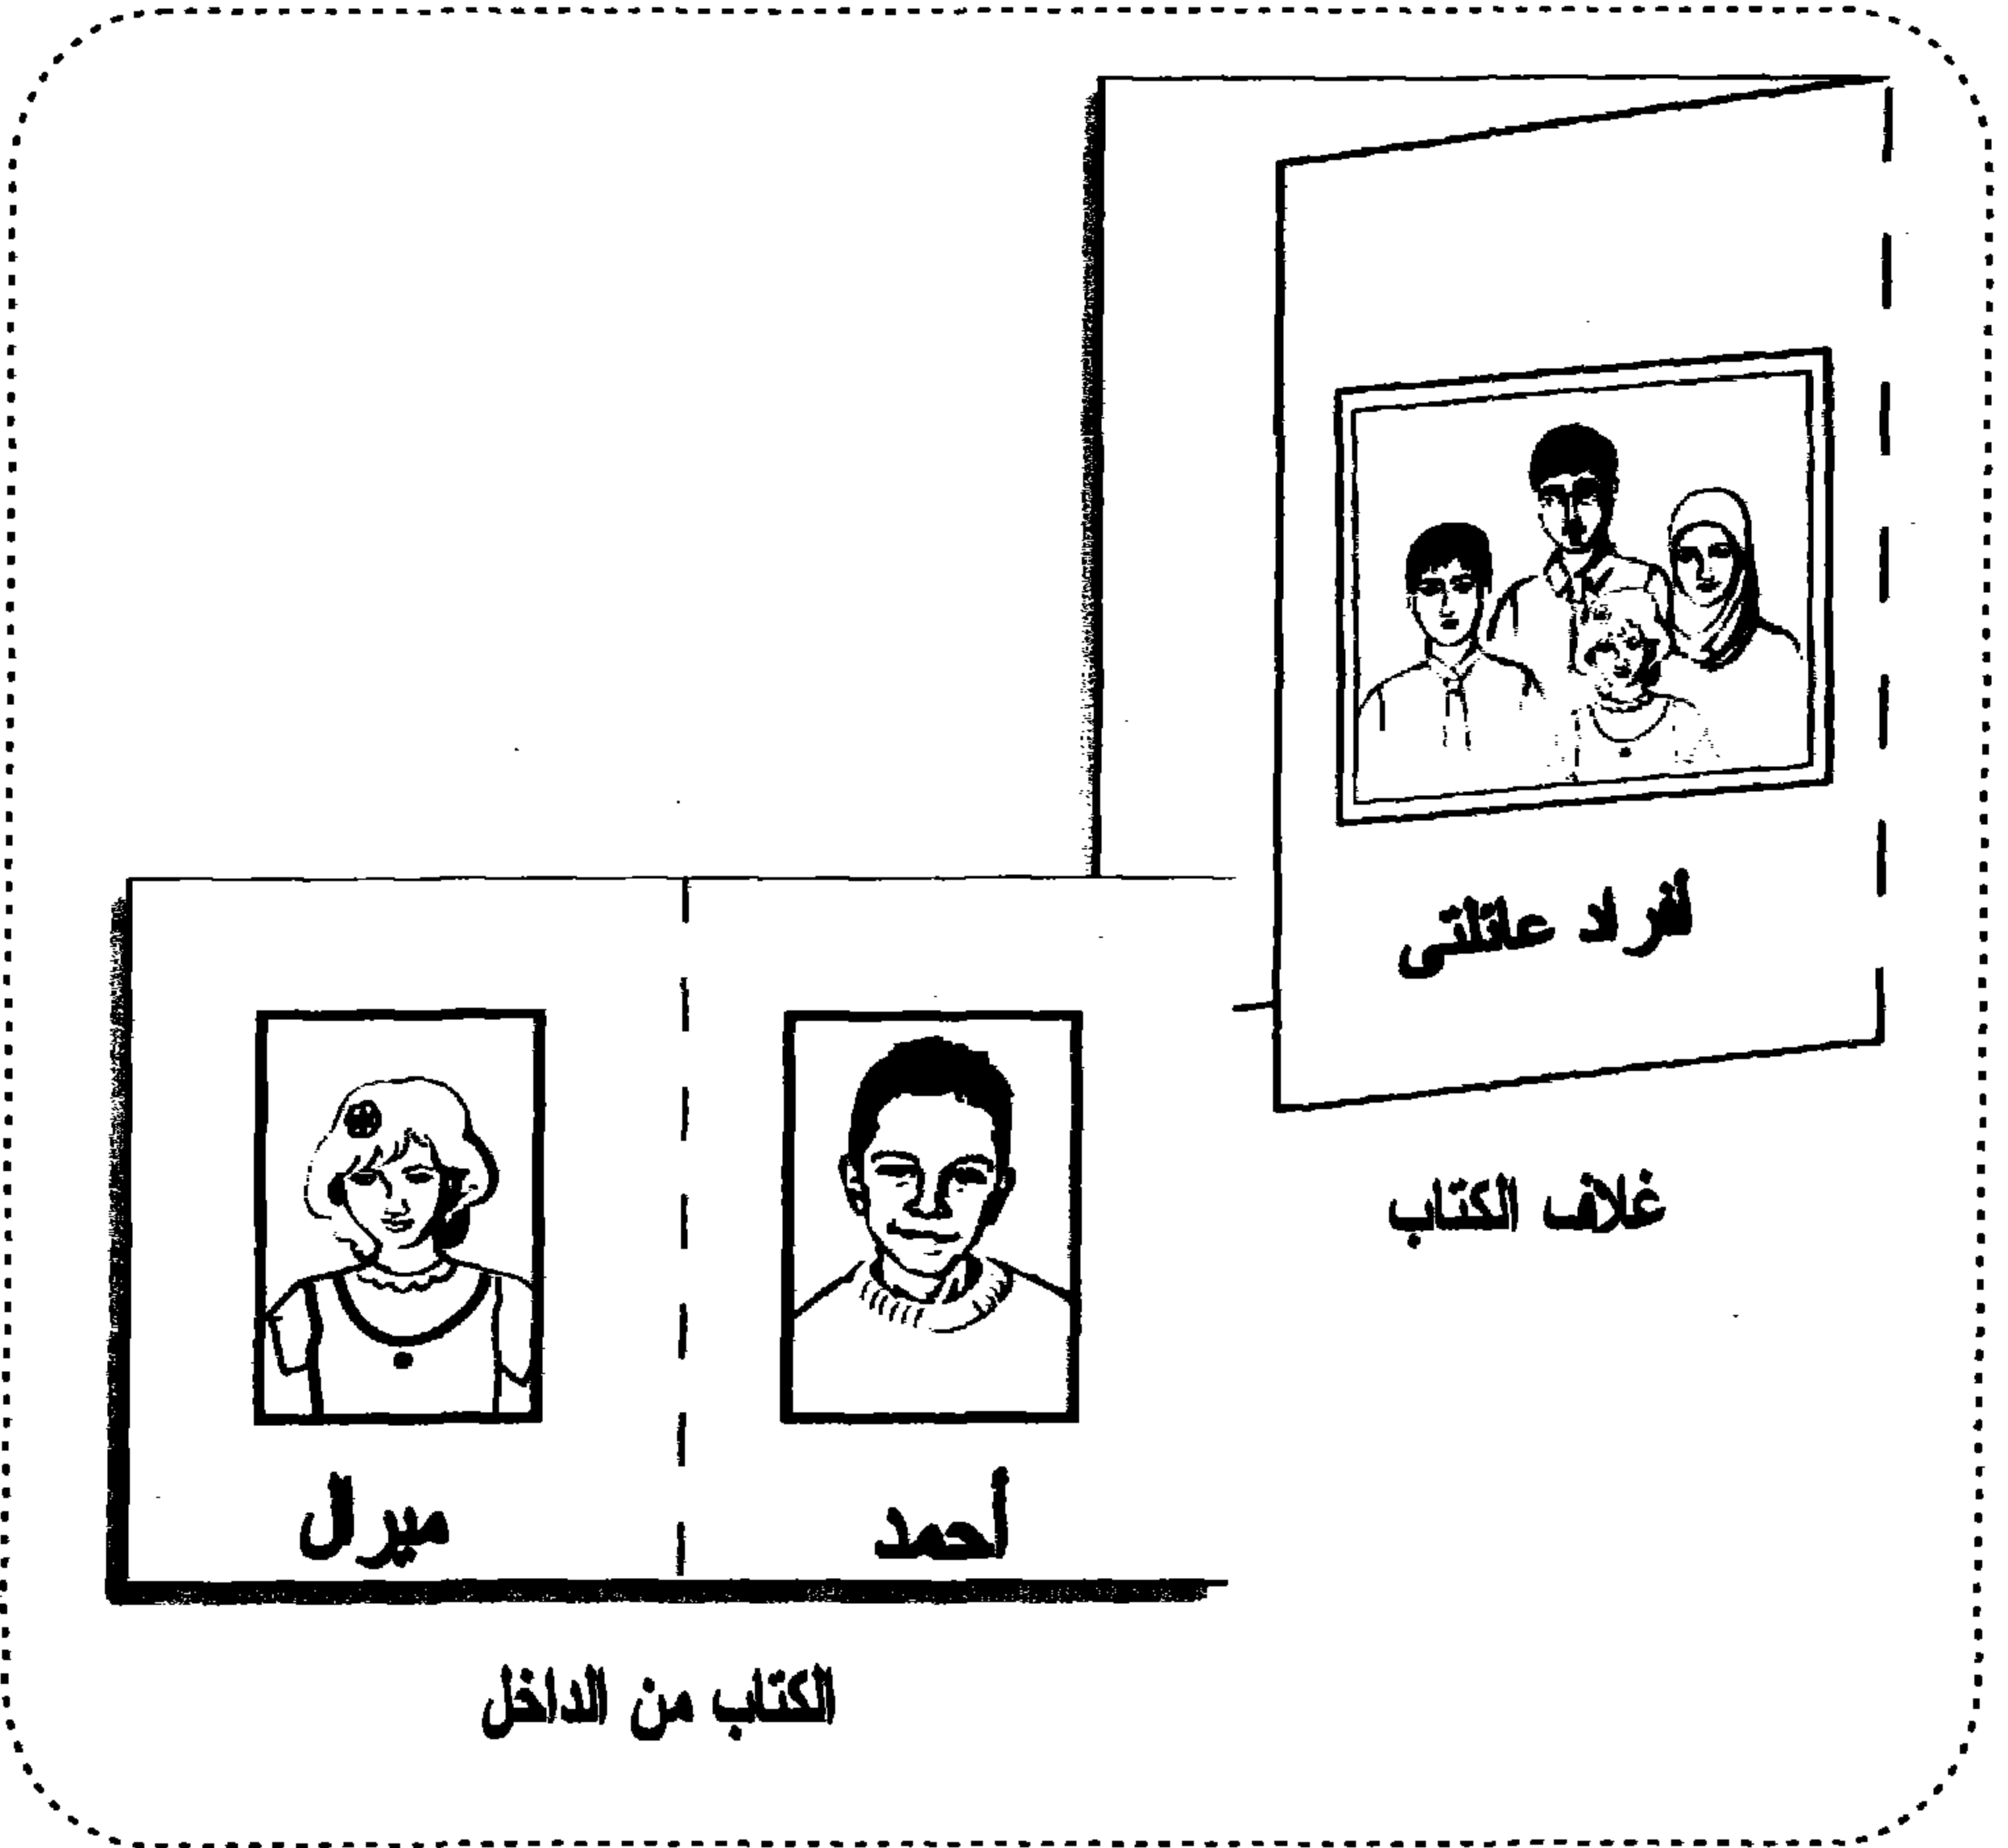 أفراد عائلتى
غلاف الكتاب
أحمد
ميرال
الكتاب من الداخل